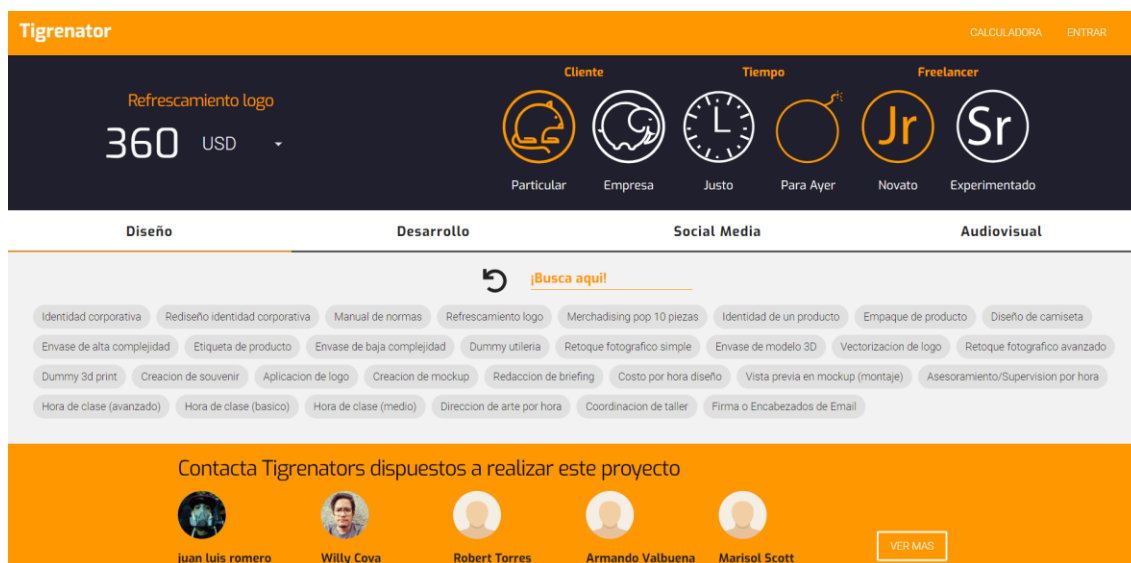 Tigrenator
CALCULADORA ENTRAR
Refrescamiento logo
360 USD
Cliente Tiempo Freelancer
Jr Sr
Particular Empresa Justo Para Ayer Novato Experimentado
Diseño Desarrollo Social Media Audiovisual
¡Busca aqui!
Identidad corporativa Rediseño identidad corporativa Manual de normas Refrescamiento logo Merchadising pop 10 piezas Identidad de un producto Empaque de producto Diseño de camiseta
Envase de alta complejidad Etiqueta de producto Envase de baja complejidad Dummy utileria Retoque fotografico simple Envase de modelo 3D Vectorizacion de logo Retoque fotografico avanzado
Dummy 3d print Creacion de souvenir Aplicacion de logo Creacion de mockup Redaccion de briefing Costo por hora diseño Vista previa en mockup (montaje) Asesoramiento/Supervision por hora
Hora de clase (avanzado) Hora de clase (basico) Hora de clase (medio) Direccion de arte por hora Coordinacion de taller Firma o Encabezados de Email
Contacta Tigrenators dispuestos a realizar este proyecto
VER MAS
juan luis romero Willy Cova Robert Torres Armando Valbuena Marisol Scott